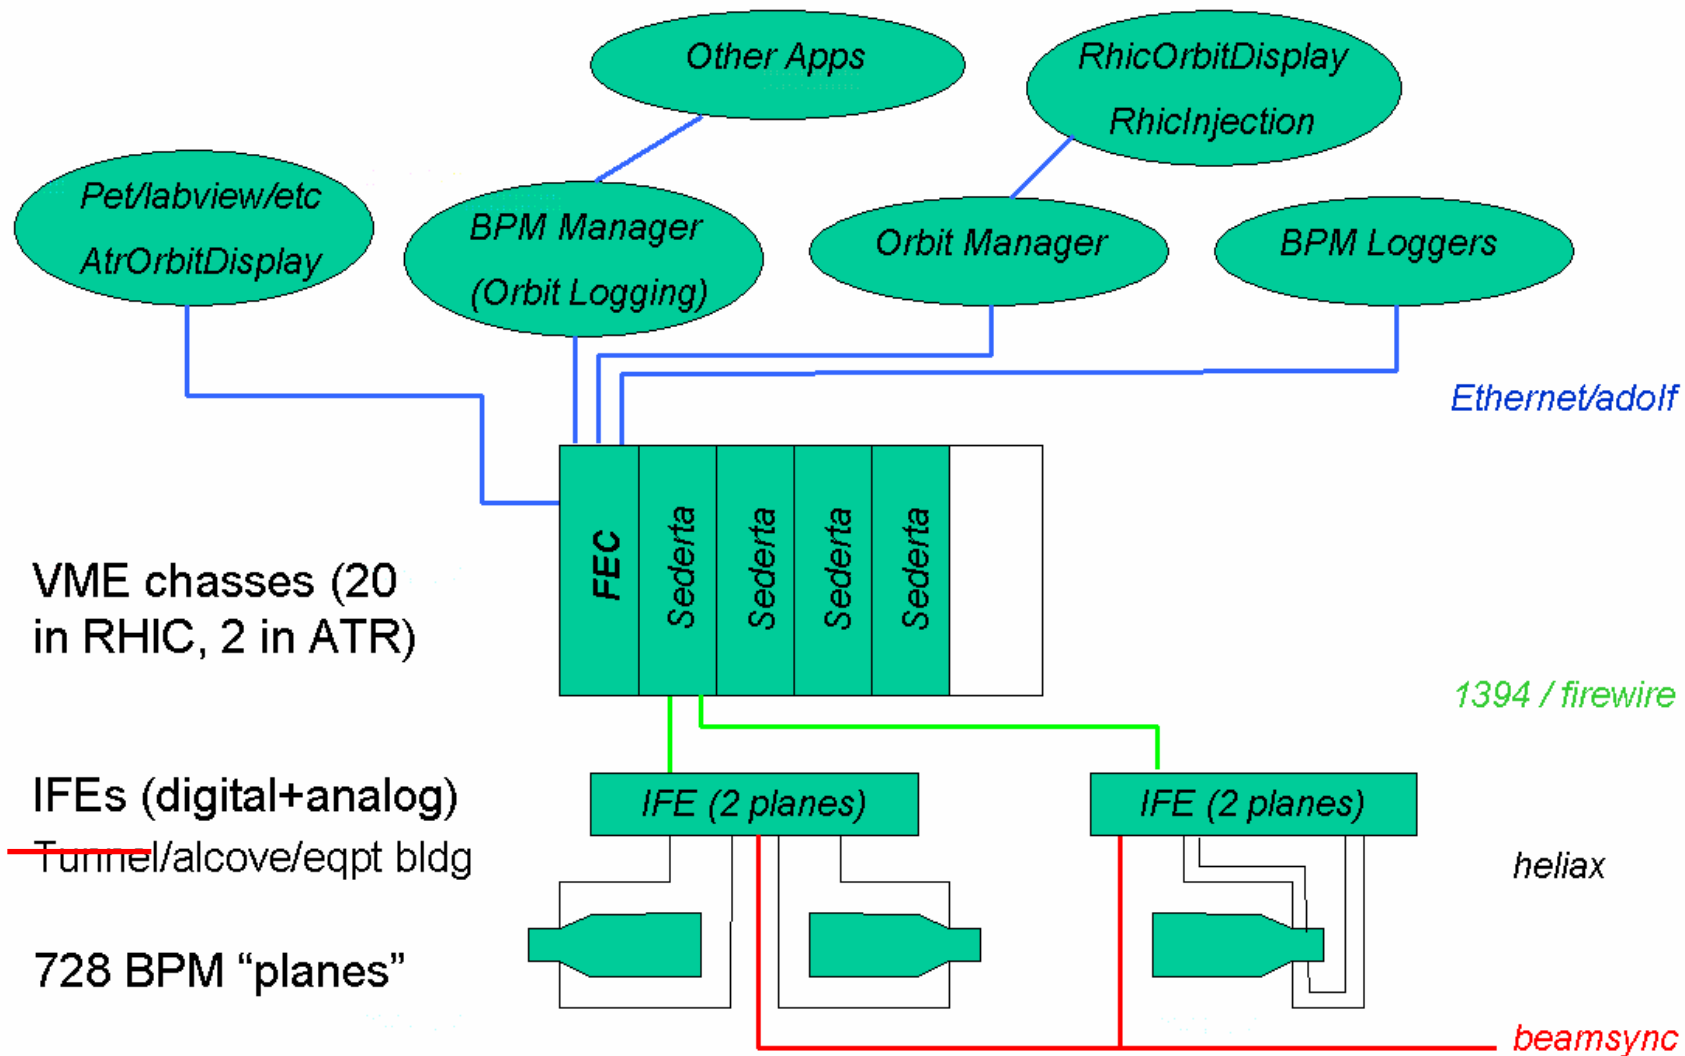 Other Apps
RhicOrbitDisplay
RhicInjection
Pet/labview/etc
AtrOrbitDisplay
BPM Manager
(Orbit Logging)
Orbit Manager
BPM Loggers
Ethernet/adolf
FEC
Sederta
Sederta
Sederta
Sederta
VME chasses (20
in RHIC, 2 in ATR)
1394 / firewire
IFEs (digital+analog)
Tunnel/alcove/eqpt bldg
IFE (2 planes)
IFE (2 planes)
heliax
728 BPM “planes”
beamsync